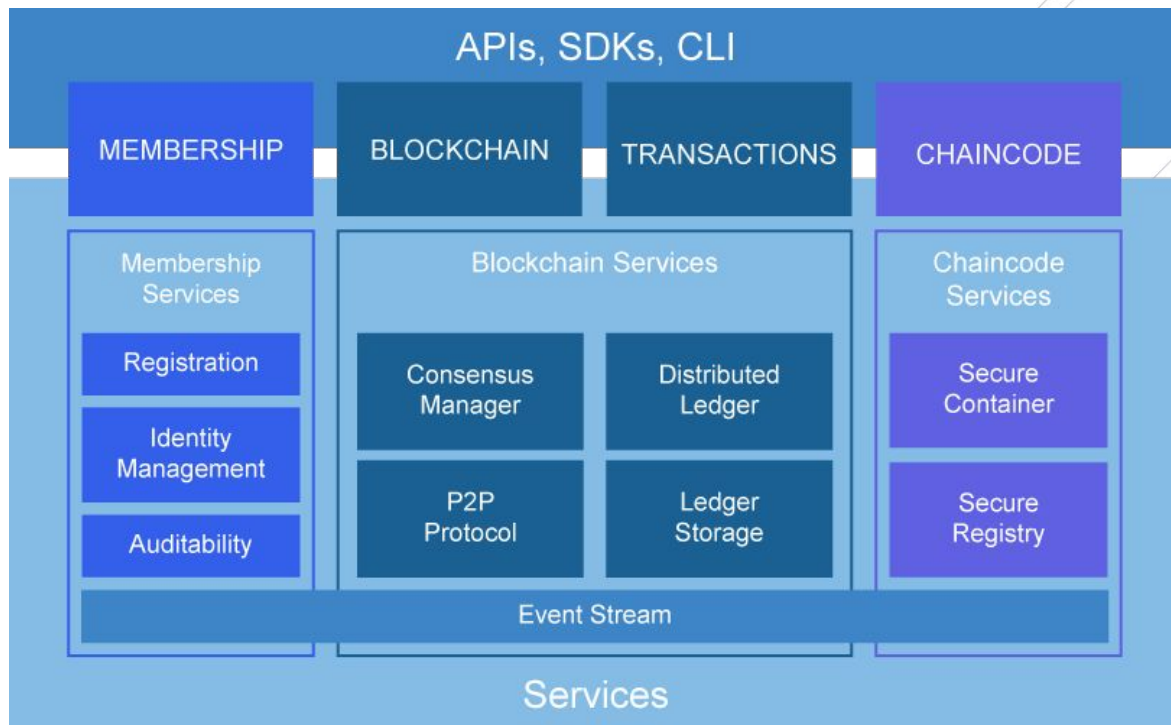 APIs, SDKs, CLI
MEMBERSHIP
BLOCKCHAIN
TRANSACTIONS
CHAINCODE
Membership
Services
Registration
Identity
Management
Auditability
Blockchain Services
Consensus
Manager
Distributed
Ledger
P2P
Protocol
Ledger
Storage
Chaincode
Services
Secure
Container
Secure
Registry
Event Stream
Services